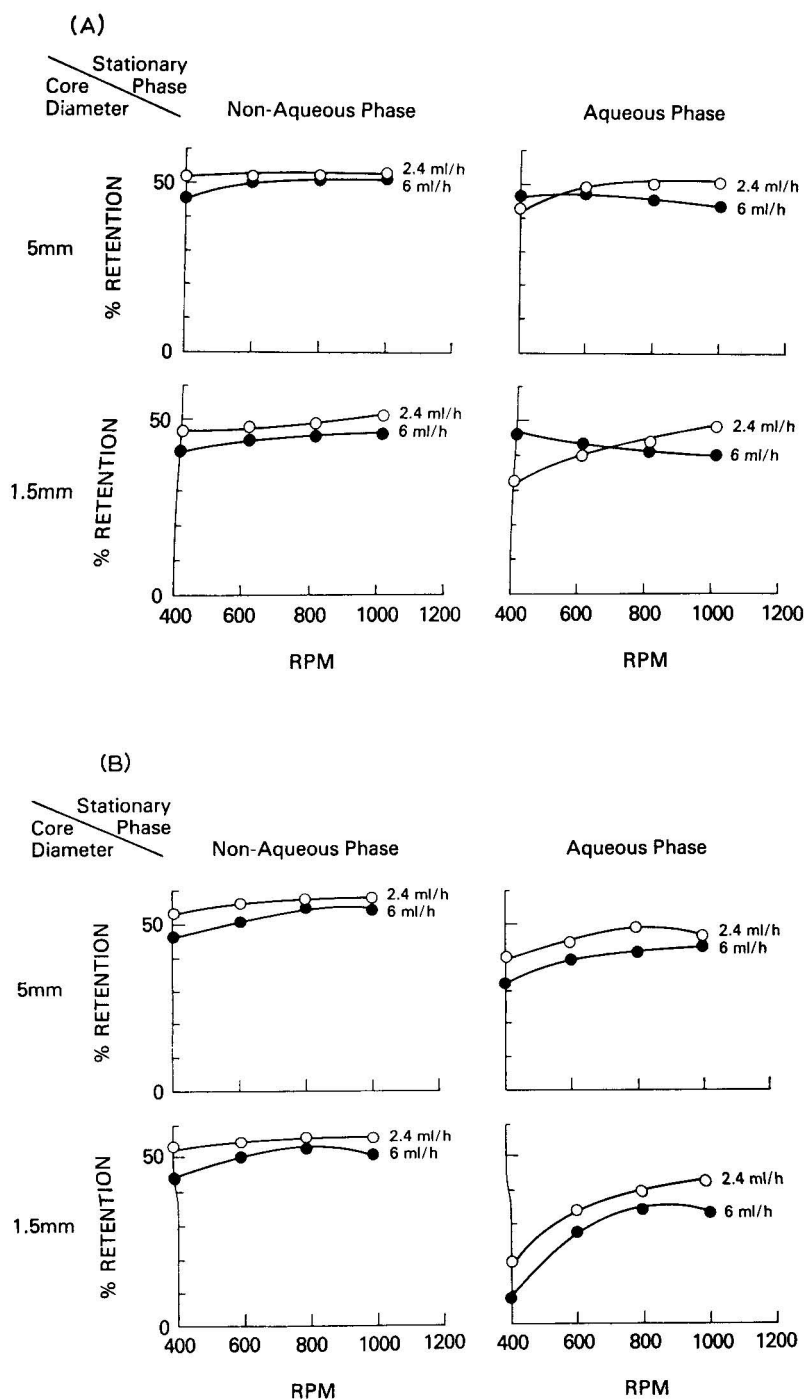 (A)
Stationary
Phase
Core
Diameter
Non-Aqueous Phase
Aqueous Phase
5mm
% RETENTION
50
0
2.4 ml/h
6 ml/h
2.4 ml/h
6 ml/h
1.5mm
% RETENTION
50
0
2.4 ml/h
6 ml/h
2.4 ml/h
6 ml/h
400 600 800 1000 1200
400 600 800 1000 1200
RPM
RPM
(B)
Stationary
Phase
Core
Diameter
Non-Aqueous Phase
Aqueous Phase
5mm
% RETENTION
50
0
2.4 ml/h
6 ml/h
2.4 ml/h
6 ml/h
1.5mm
% RETENTION
50
0
2.4 ml/h
6 ml/h
2.4 ml/h
6 ml/h
400 600 800 1000 1200
400 600 800 1000 1200
RPM
RPM